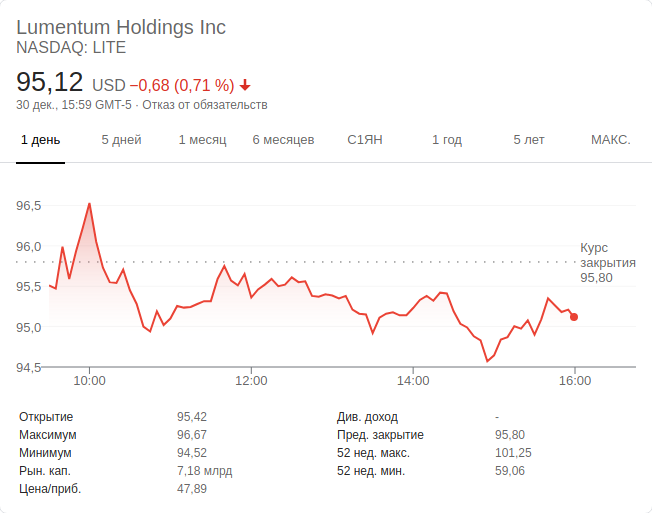 Lumentum Holdings Inc
NASDAQ: LITE
95,12 USD −0,68 (0,71 %) ↓
30 дек., 15:59 GMT-5 · Отказ от обязательств
1 день 5 дней 1 месяц 6 месяцев С1ЯН 1 год 5 лет МАКС.
96,5
96,0
95,5
95,0
94,5
Курс
закрытия
95,80
10:00 12:00 14:00 16:00
Открытие 95,42 Див. доход -
Максимум 96,67 Пред. закрытие 95,80
Минимум 94,52 52 нед. макс. 101,25
Рын. кап. 7,18 млрд 52 нед. мин. 59,06
Цена/приб. 47,89